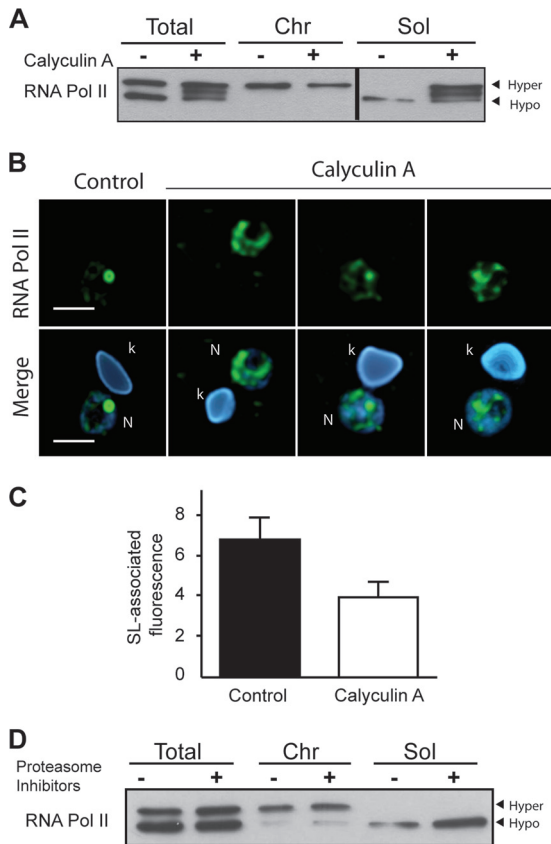 A
Total Chr Sol
Calyculin A - + - + - +
RNA Pol II
Hyper
Hypo
B
Control Calyculin A
RNA Pol II
Merge
k N
N k
k N
k N
C
SL-associated
fluorescence
8
6
4
2
0
Control Calyculin A
D
Total Chr Sol
Proteasome
Inhibitors - + - + - +
RNA Pol II
Hyper
Hypo